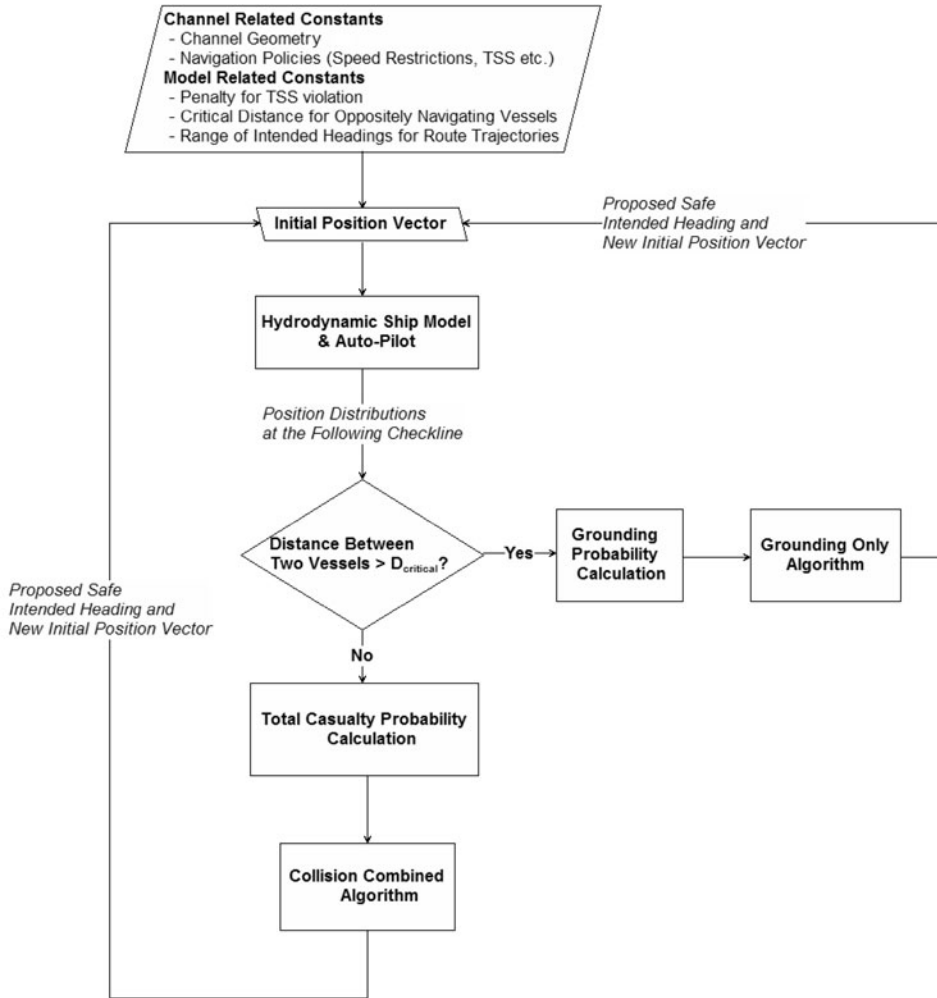 Channel Related Constants
- Channel Geometry
- Navigation Policies (Speed Restrictions, TSS etc.)
Model Related Constants
- Penalty for TSS violation
- Critical Distance for Oppositely Navigating Vessels
- Range of Intended Headings for Route Trajectories
Proposed Safe
Intended Heading and
New Initial Position Vector
Initial Position Vector
Hydrodynamic Ship Model
& Auto-Pilot
Position Distributions
at the Following Checkline
Distance Between
Two Vessels > Dcritical?
Yes
Grounding
Probability
Calculation
Grounding Only
Algorithm
Proposed Safe
Intended Heading and
New Initial Position Vector
No
Total Casualty Probability
Calculation
Collision Combined
Algorithm